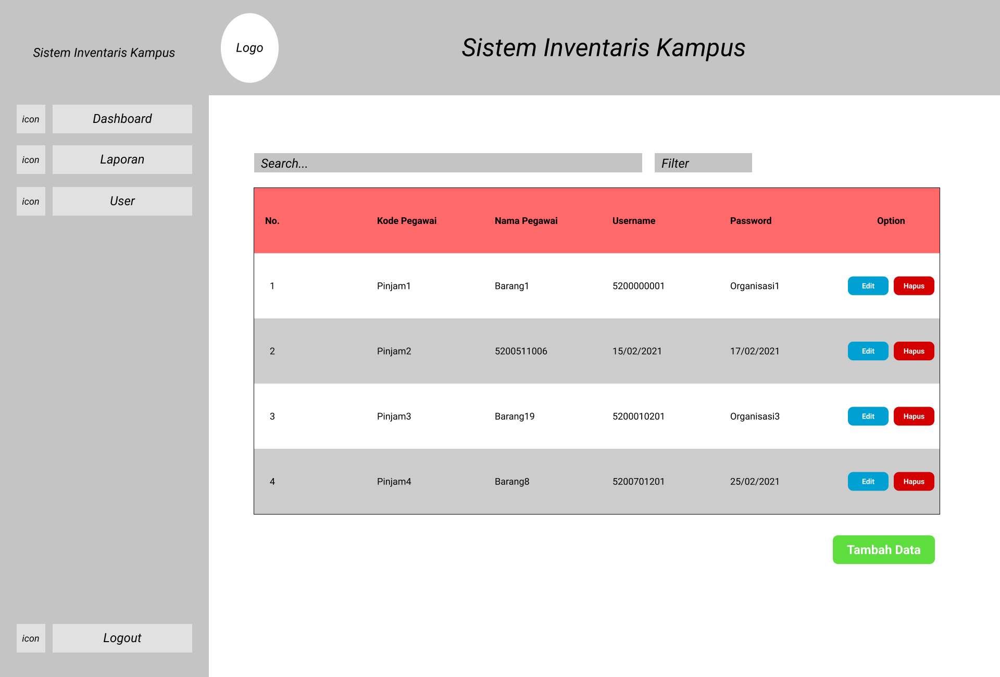 Sistem Inventaris Kampus
Logo
Sistem Inventaris Kampus
icon Dashboard
icon Laporan
icon User
icon Logout
Search... Filter
No. Kode Pegawai Nama Pegawai Username Password Option
1 Pinjam1 Barang1 5200000001 Organisasi1 Edit Hapus
2 Pinjam2 5200511006 15/02/2021 17/02/2021 Edit Hapus
3 Pinjam3 Barang19 5200010201 Organisasi3 Edit Hapus
4 Pinjam4 Barang8 5200701201 25/02/2021 Edit Hapus
Tambah Data